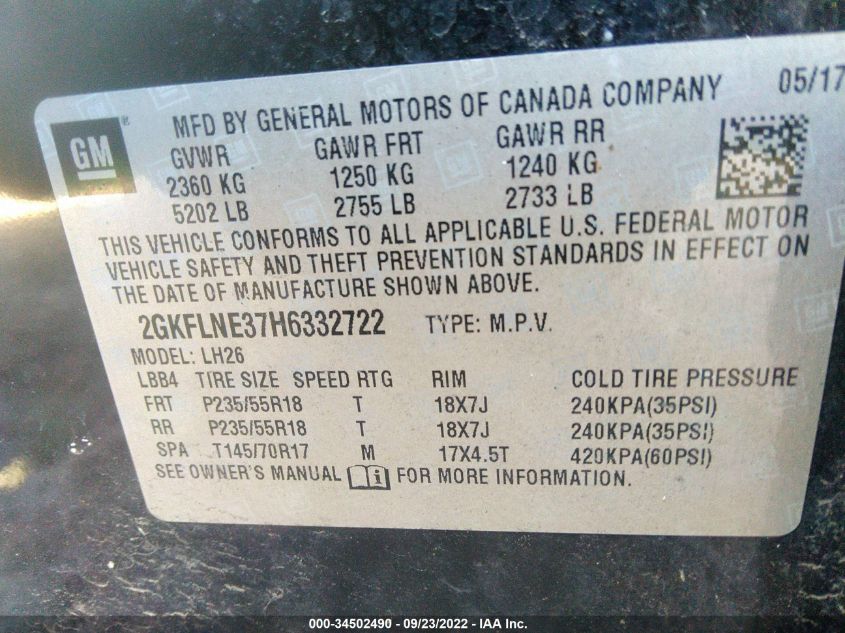 MFD BY GENERAL MOTORS OF CANADA COMPANY 05/17
GM®
GVWR GAWR FRT GAWR RR
2360 KG 1250 KG 1240 KG
5202 LB 2755 LB 2733 LB
THIS VEHICLE CONFORMS TO ALL APPLICABLE U.S. FEDERAL MOTOR
VEHICLE SAFETY AND THEFT PREVENTION STANDARDS IN EFFECT ON
THE DATE OF MANUFACTURE SHOWN ABOVE.
2GKFLNE37H6332722 TYPE: M.P.V.
MODEL: LH26
LBB4 TIRE SIZE SPEED RTG RIM COLD TIRE PRESSURE
FRT P235/55R18 T 18X7J 240KPA(35PSI)
RR P235/55R18 T 18X7J 240KPA(35PSI)
SPA T145/70R17 M 17X4.5T 420KPA(60PSI)
SEE OWNER'S MANUAL FOR MORE INFORMATION.
000-34502490 - 09/23/2022 - IAA Inc.